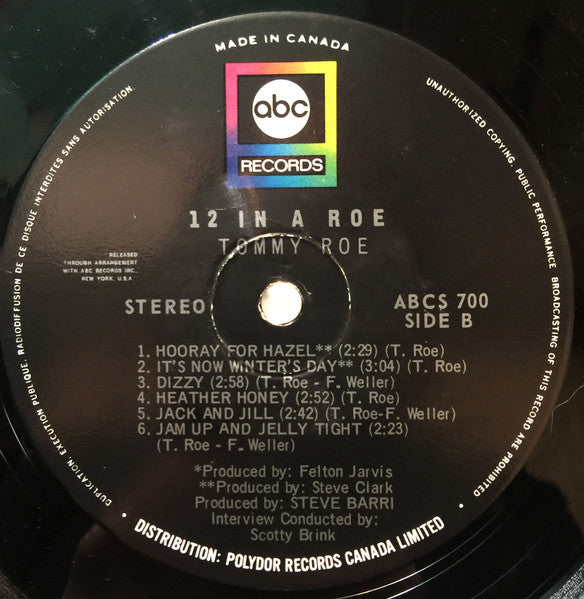 MADE IN CANADA
abc
RECORDS
12 IN A ROE
TOMMY ROE
RELEASED
THROUGH ARRANGEMENT
WITH ABC RECORDS INC.,
NEW YORK, U.S.A.
STEREO
ABCS 700
SIDE B
1. HOORAY FOR HAZEL** (2:29) (T. Roe)
2. IT'S NOW WINTER'S DAY** (3:04) (T. Roe)
3. DIZZY (2:58) (T. Roe - F. Weller)
4. HEATHER HONEY (2:52) (T. Roe)
5. JACK AND JILL (2:42) (T. Roe-F. Weller)
6. JAM UP AND JELLY TIGHT (2:23)
(T. Roe - F. Weller)
*Produced by: Felton Jarvis
**Produced by: Steve Clark
Produced by: STEVE BARRI
Interview Conducted by:
Scotty Brink
UNAUTHORIZED COPYING, PUBLIC PERFORMANCE, BROADCASTING OF THIS RECORD ARE PROHIBITED
• DISTRIBUTION: POLYDOR RECORDS CANADA LIMITED •
DUPLICATION, EXECUTION PUBLIQUE, RADIODIFFUSION DE CE DISQUE INTERDITES SANS AUTORISATION.